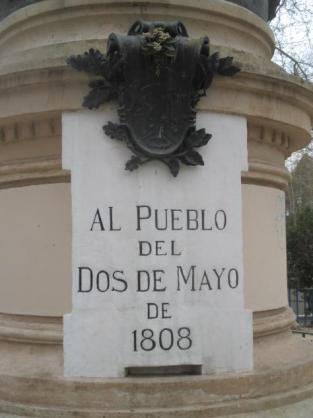 AL PUEBLO
DEL
DOS DE MAYO
DE
1808